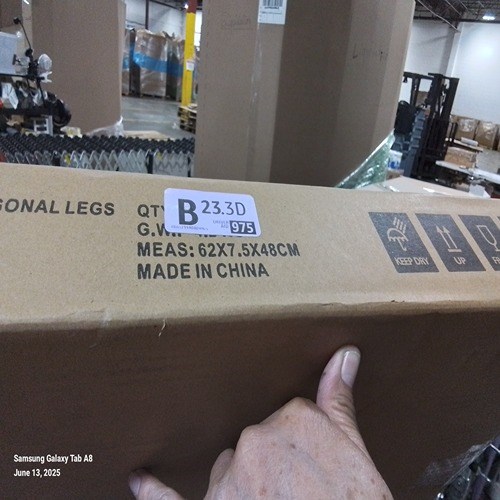 GONAL LEGS
QTY
B 23.3D
975
G.W.
MEAS: 62X7.5X48CM
MADE IN CHINA
KEEP DRY
UP
FR
Samsung Galaxy Tab A8
June 13, 2025